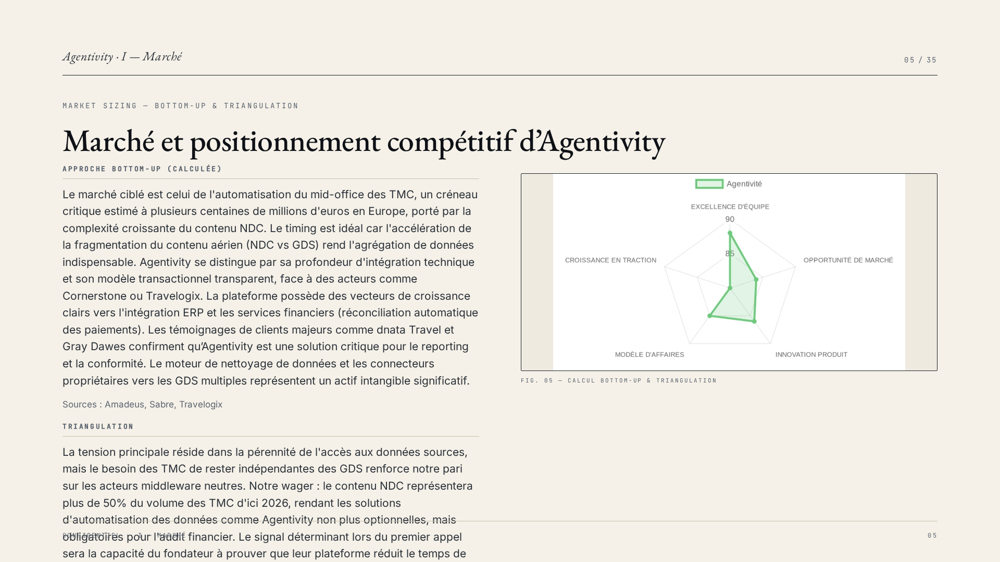 Agentivity · I — Marché
05 / 35
MARKET SIZING — BOTTOM-UP & TRIANGULATION
Marché et positionnement compétitif d’Agentivity
APPROCHE BOTTOM-UP (CALCULÉE)
Le marché ciblé est celui de l'automatisation du mid-office des TMC, un créneau
critique estimé à plusieurs centaines de millions d'euros en Europe, porté par la
complexité croissante du contenu NDC. Le timing est idéal car l'accélération de
la fragmentation du contenu aérien (NDC vs GDS) rend l'agrégation de données
indispensable. Agentivity se distingue par sa profondeur d'intégration technique
et son modèle transactionnel transparent, face à des acteurs comme
Cornerstone ou Travelogix. La plateforme possède des vecteurs de croissance
clairs vers l'intégration ERP et les services financiers (réconciliation automatique
des paiements). Les témoignages de clients majeurs comme dnata Travel et
Gray Dawes confirment qu’Agentivity est une solution critique pour le reporting
et la conformité. Le moteur de nettoyage de données et les connecteurs
propriétaires vers les GDS multiples représentent un actif intangible significatif.
Sources : Amadeus, Sabre, Travelogix
TRIANGULATION
La tension principale réside dans la pérennité de l'accès aux données sources,
mais le besoin des TMC de rester indépendantes des GDS renforce notre pari
sur les acteurs middleware neutres. Notre wager : le contenu NDC représentera
plus de 50% du volume des TMC d'ici 2026, rendant les solutions
d'automatisation des données comme Agentivity non plus optionnelles, mais
obligatoires pour l'audit financier. Le signal déterminant lors du premier appel
sera la capacité du fondateur à prouver que leur plateforme réduit le temps de
Agentivité
EXCELLENCE D'ÉQUIPE
90
85
CROISSANCE EN TRACTION
OPPORTUNITÉ DE MARCHÉ
MODÈLE D'AFFAIRES
INNOVATION PRODUIT
FIG. 05 — CALCUL BOTTOM-UP & TRIANGULATION
CONFIDENTIEL · I — MARCHÉ
05